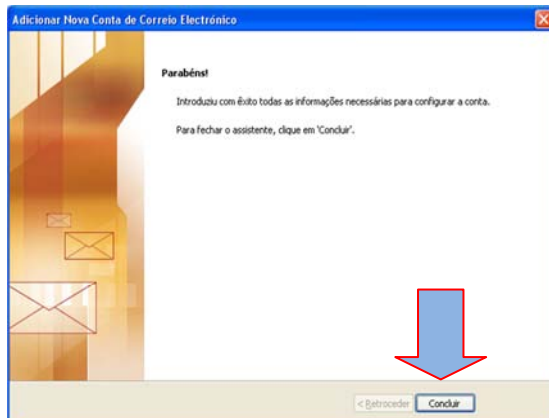 Adicionar Nova Conta de Correio Electrónico
Parabéns!
Introduziu com êxito todas as informações necessárias para configurar a conta.
Para fechar o assistente, clique em 'Concluir'.
< Retroceder
Concluir